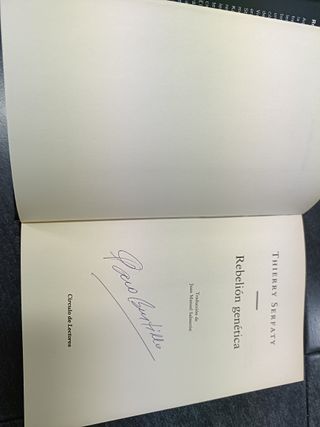 THIERRY SERFATY
Rebelión genética
Traducción de
Juan Manuel Salmerón
Círculo de Lectores